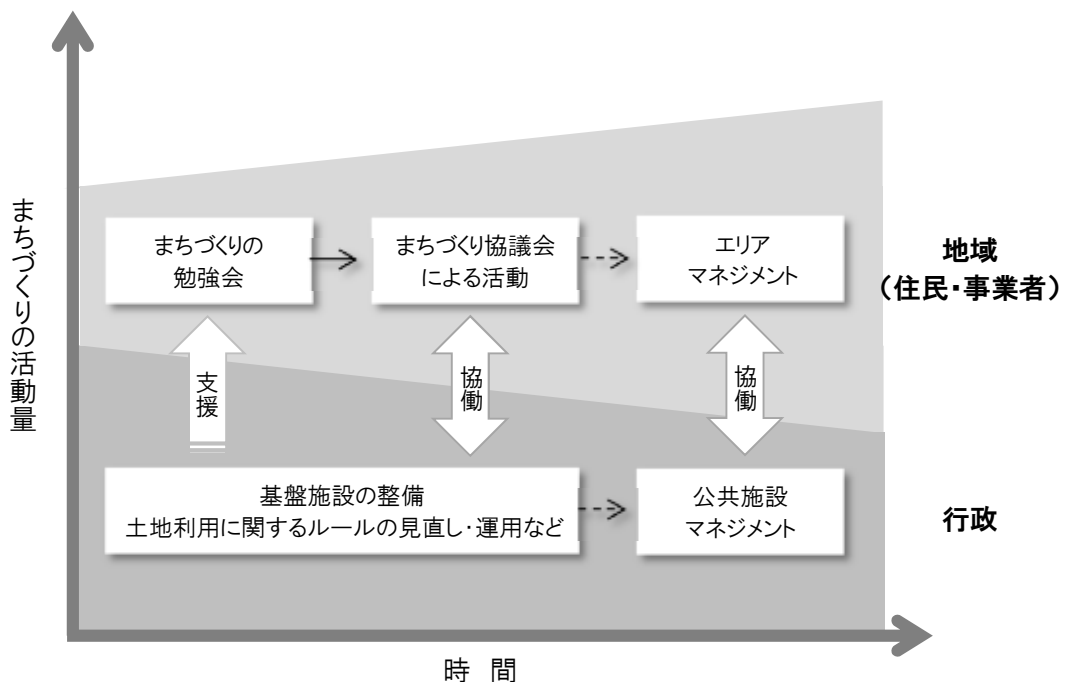 まちづくりの活動量
まちづくりの
勉強会
まちづくり協議会
による活動
エリア
マネジメント
地域
（住民・事業者）
支援
協働
協働
基盤施設の整備
土地利用に関するルールの見直し・運用など
公共施設
マネジメント
行政
時 間